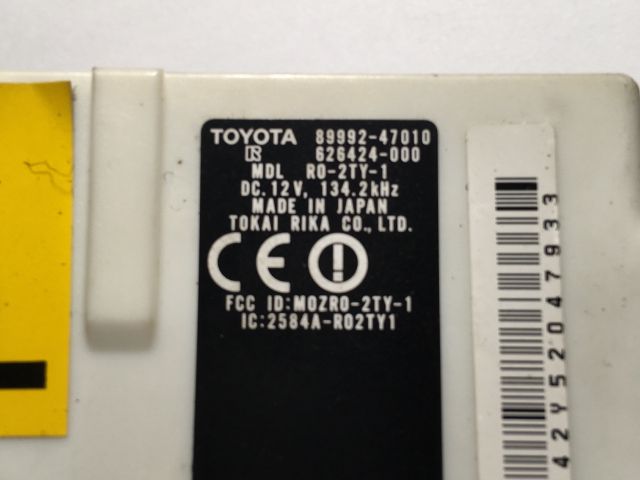 TOYOTA 89992-47010
R 626424-000
MDL RO-2TY-1
DC.12V, 134.2kHz
MADE IN JAPAN
TOKAI RIKA CO., LTD.
CE
FCC ID:MOZRO-2TY-1
IC:2584A-RO2TY1
42Y52047933